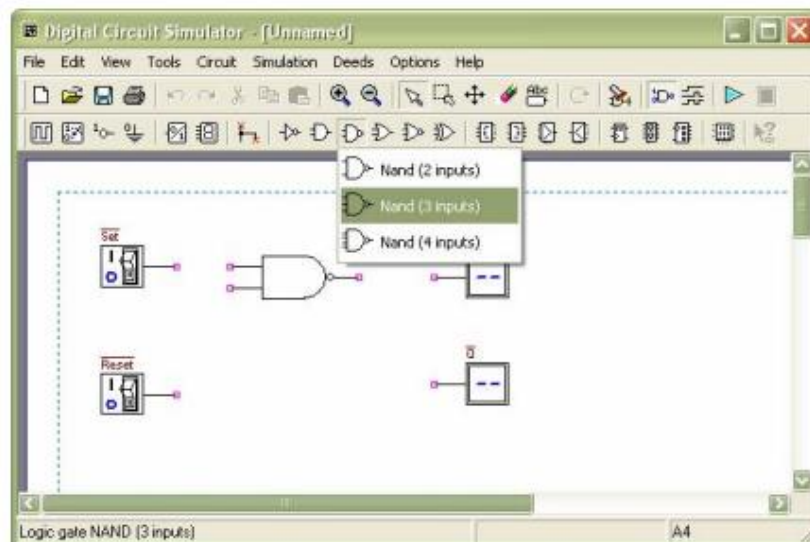 Digital Circuit Simulator - [Unnamed]
File Edit View Tools Circuit Simulation Deeds Options Help
Abc
Nand (2 inputs)
Nand (3 inputs)
Nand (4 inputs)
Set
Reset
Q
Logic gate NAND (3 inputs) A4